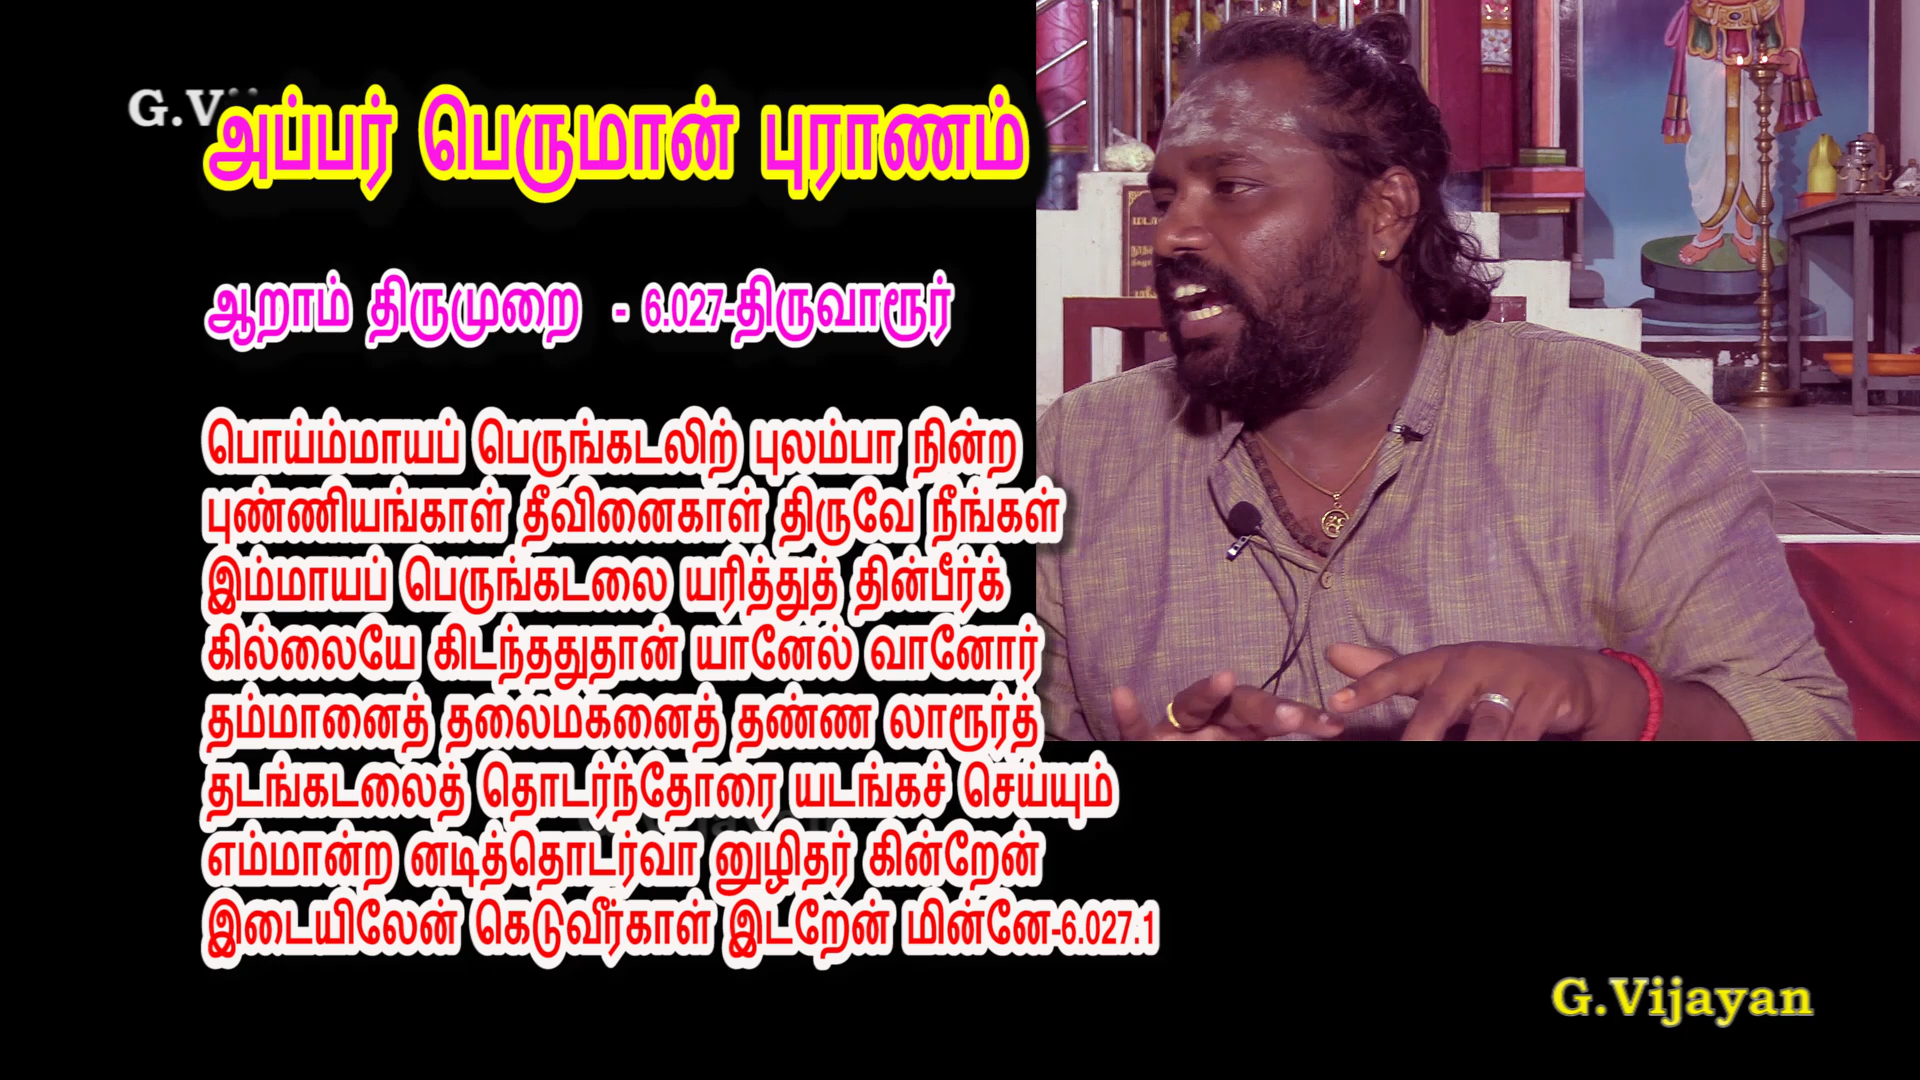 அப்பர் பெருமான் புராணம்
ஆறாம் திருமுறை - 6.027-திருவாரூர்
பொய்ம்மாயப் பெருங்கடலிற் புலம்பா நின்ற
புண்ணியங்காள் தீவினைகாள் திருவே நீங்கள்
இம்மாயப் பெருங்கடலை யரித்துத் தின்பீர்க்
கில்லையே கிடந்ததுதான் யானேல் வானோர்
தம்மானைத் தலைமகனைத் தண்ண லாரூர்த்
தடங்கடலைத் தொடர்ந்தோரை யடங்கச் செய்யும்
எம்மான்ற னடித்தொடர்வா னுழிதர் கின்றேன்
இடையிலேன் கெடுவீர்காள் இடறேன் மின்னே-6.027.1
G.Vijayan